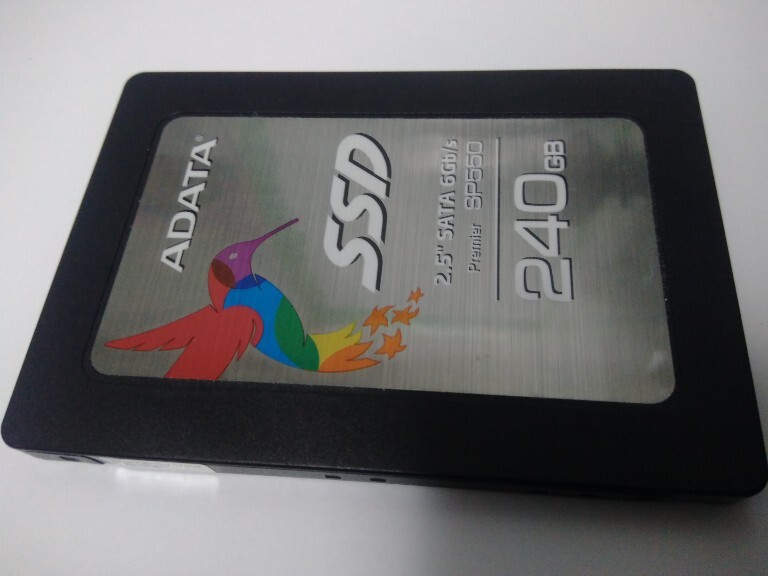 ADATA®
SSD
2.5" SATA 6Gb/s
Premier SP550
240GB